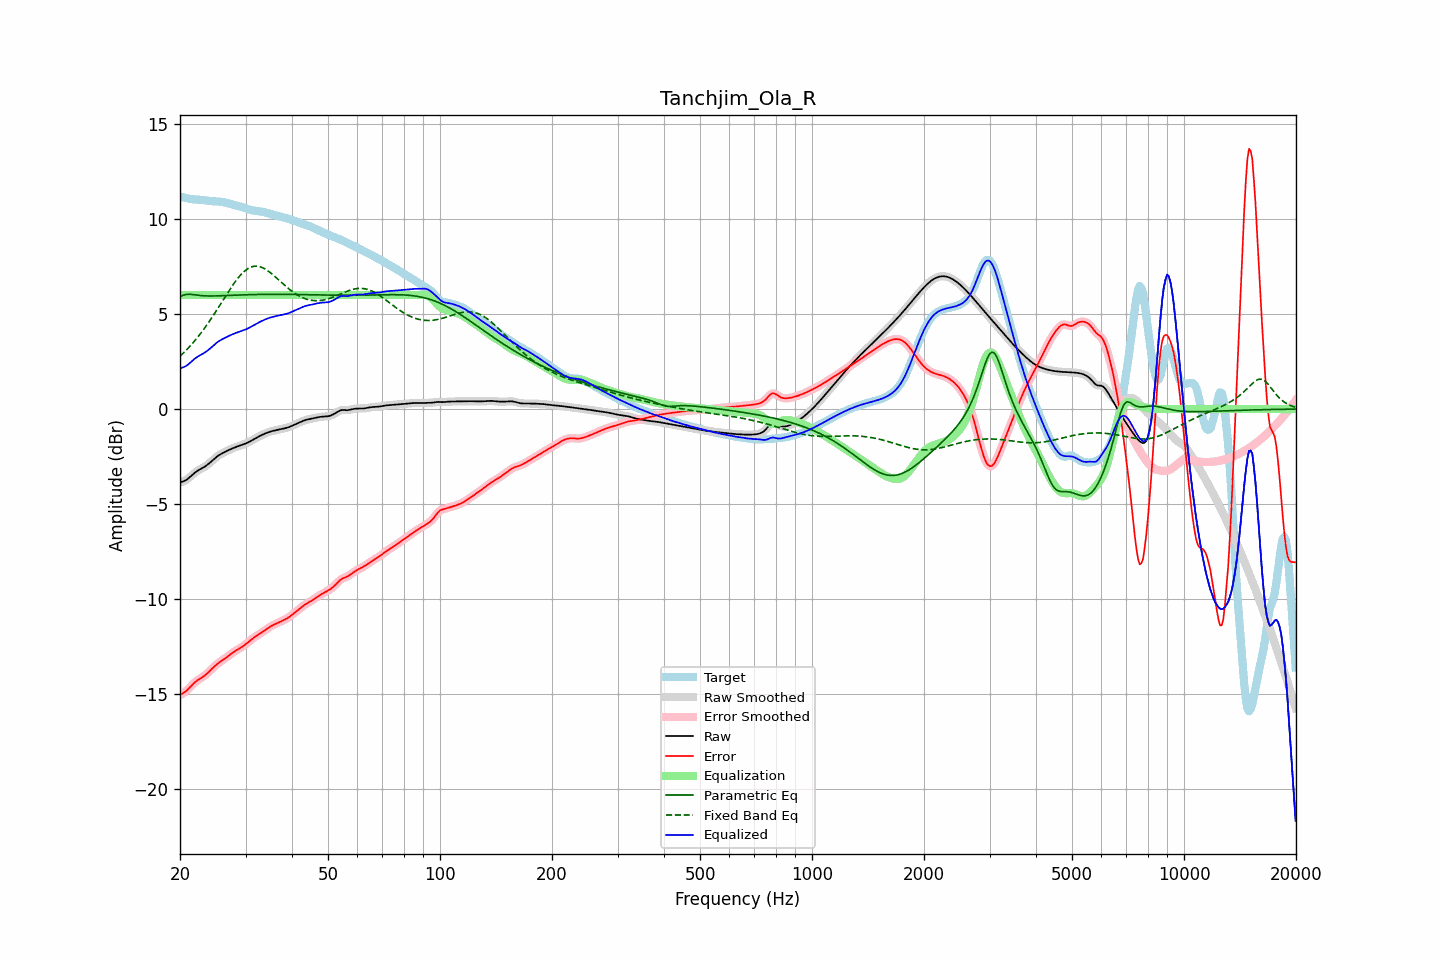 Tanchjim_Ola_R
Amplitude (dBr)
15
10
5
0
−5
−10
−15
−20
Target
Raw Smoothed
Error Smoothed
Raw
Error
Equalization
Parametric Eq
Fixed Band Eq
Equalized
20 50 100 200 500 1000 2000 5000 10000 20000
Frequency (Hz)